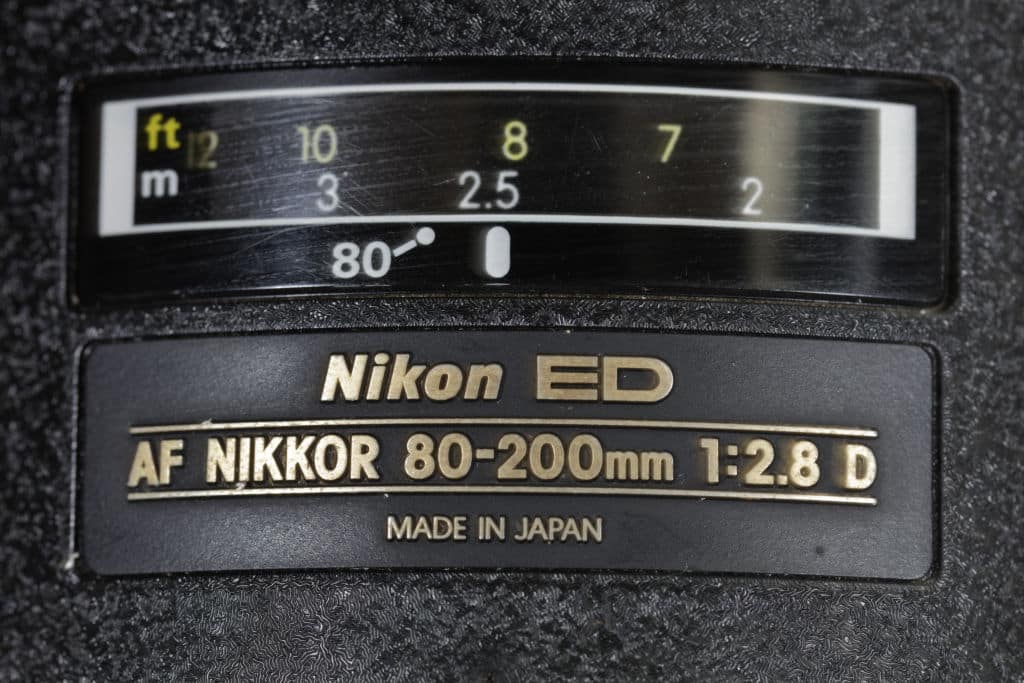 ft 12 10 8 7
m 3 2.5 2
80
Nikon ED
AF NIKKOR 80-200mm 1:2.8 D
MADE IN JAPAN